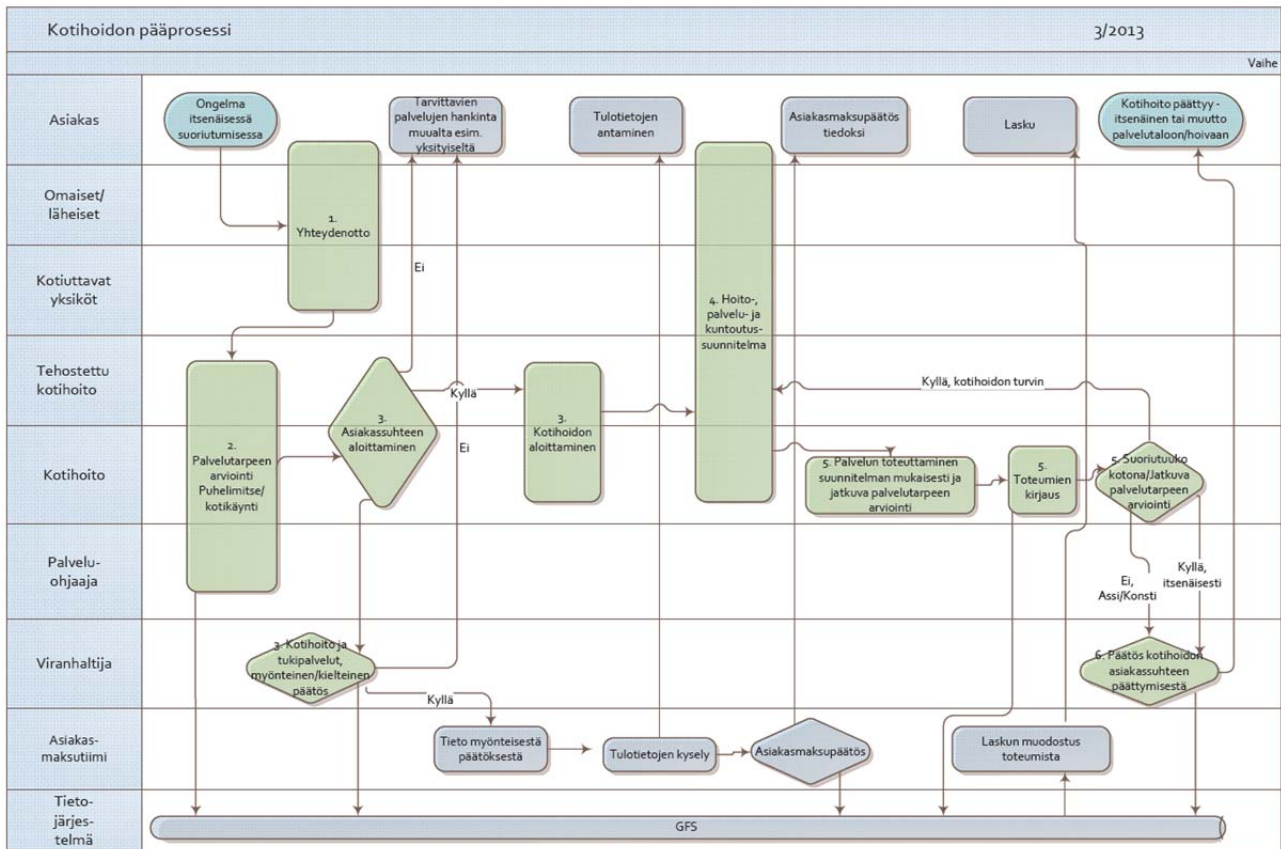 Kotihoidon pääprosessi
3/2013
Vaihe
Asiakas
Ongelma
itsenäisessä
suoriutumisessa
Tarvittavien
palvelujen hankinta
muualta esim.
yksityiseltä
Tulotietojen
antaminen
Asiakasmaksupäätös
tiedoksi
Lasku
Kotihoito päättyy -
itsenäinen tai muutto
palvelutaloon/hoivaan
Omaiset/
läheiset
1.
Yhteydenotto
Kotiuttavat
yksiköt
Ei
4. Hoito-,
palvelu- ja
kuntoutus-
suunnitelma
Tehostettu
kotihoito
Kyllä
Kyllä, kotihoidon turvin
3.
Asiakassuhteen
aloittaminen
3.
Kotihoidon
aloittaminen
Kotihoito
2.
Palvelutarpeen
arviointi
Puhelimitse/
kotikäynti
Ei
5. Palvelun toteuttaminen
suunnitelman mukaisesti ja
jatkuva palvelutarpeen
arviointi
5.
Toteumien
kirjaus
5. Suoriutuuko
kotona/Jatkuva
palvelutarpeen
arviointi
Palvelu-
ohjaaja
Ei,
Assi/Konsti
Kyllä,
itsenäisesti
Viranhaltija
3. Kotihoito ja
tukipalvelut,
myönteinen/kielteinen
päätös
Kyllä
6. Päätös kotihoidon
asiakassuhteen
päättymisestä
Asiakas-
maksutiimi
Tieto myönteisestä
päätöksestä
Tulotietojen kysely
Asiakasmaksupäätös
Laskun muodostus
toteumista
Tieto-
järjes-
telmä
GFS